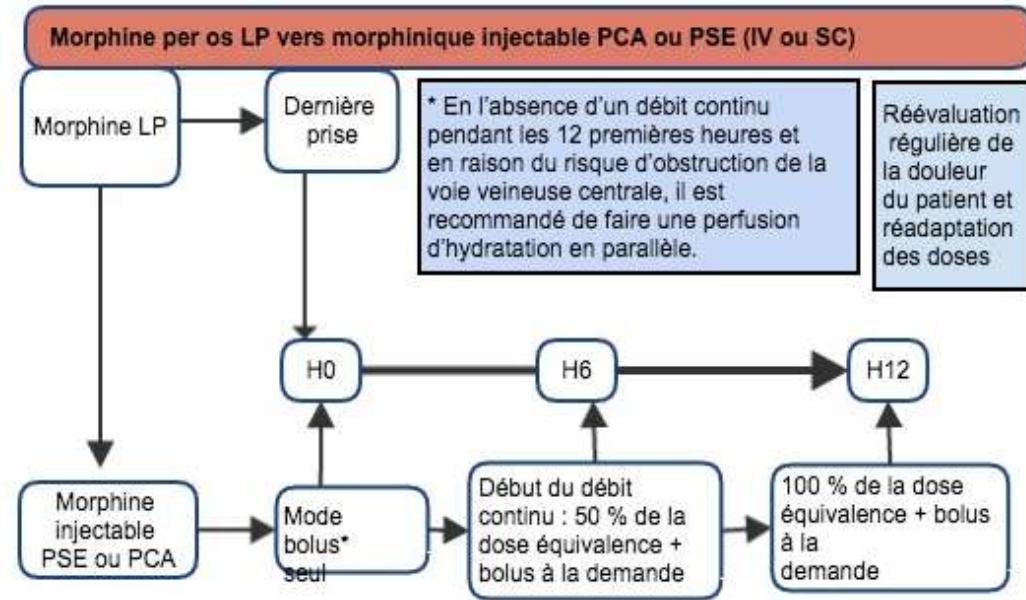 Morphine per os LP vers morphinique injectable PCA ou PSE (IV ou SC)
Morphine LP
Dernière
prise
* En l'absence d'un débit continu
pendant les 12 premières heures et
en raison du risque d'obstruction de la
voie veineuse centrale, il est
recommandé de faire une perfusion
d'hydratation en parallèle.
Réévaluation
régulière de
la douleur
du patient et
réadaptation
des doses
H0
H6
H12
Morphine
injectable
PSE ou PCA
Mode
bolus*
seul
Début du débit
continu : 50 % de la
dose équivalence +
bolus à la demande
100 % de la dose
équivalence + bolus
à la
demande